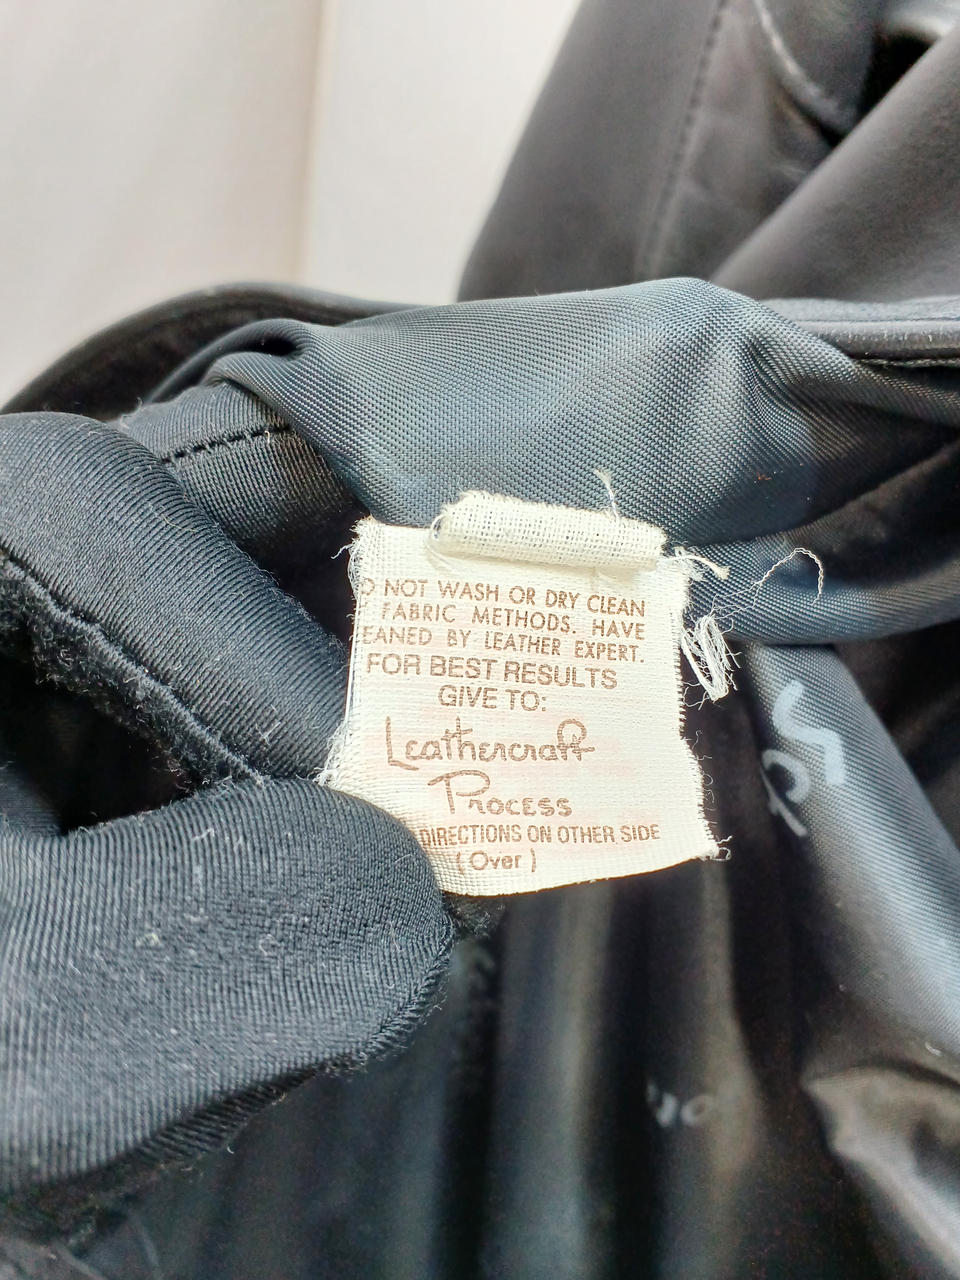 O NOT WASH OR DRY CLEAN
FABRIC METHODS. HAVE
EANED BY LEATHER EXPERT.
FOR BEST RESULTS
GIVE TO:
Leathercraft
Process
DIRECTIONS ON OTHER SIDE
(Over)